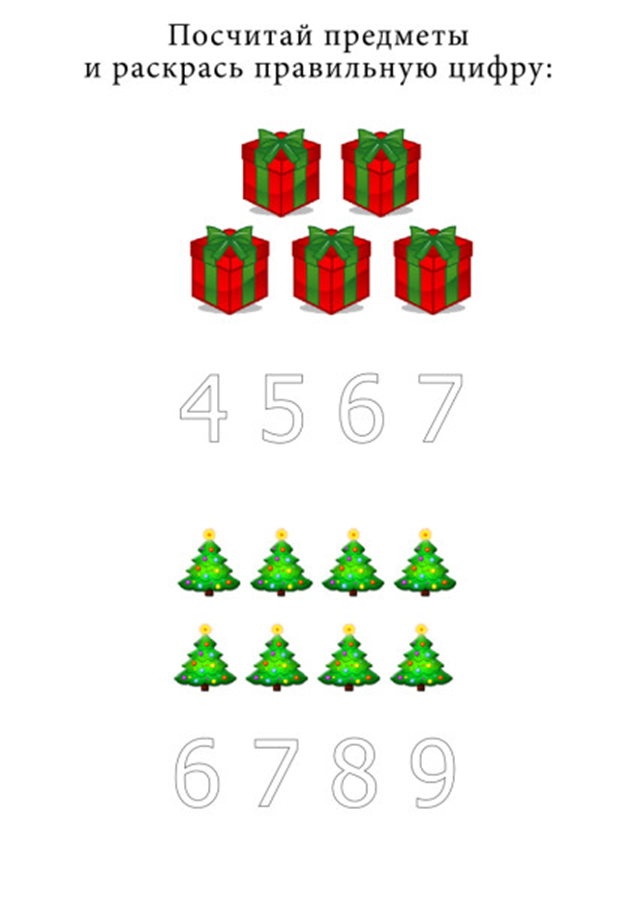 Посчитай предметы
и раскрась правильную цифру:
4 5 6 7
6 7 8 9